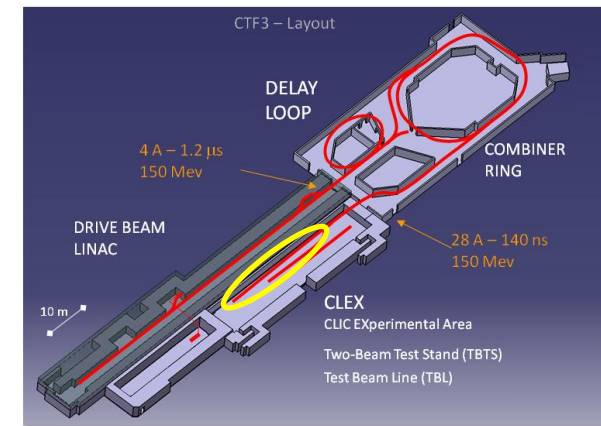 CTF3 – Layout
DELAY
LOOP
4 A – 1.2 µs
150 Mev
COMBINER
RING
DRIVE BEAM
LINAC
28 A – 140 ns
150 Mev
10 m
CLEX
CLIC EXperimental Area
Two-Beam Test Stand (TBTS)
Test Beam Line (TBL)